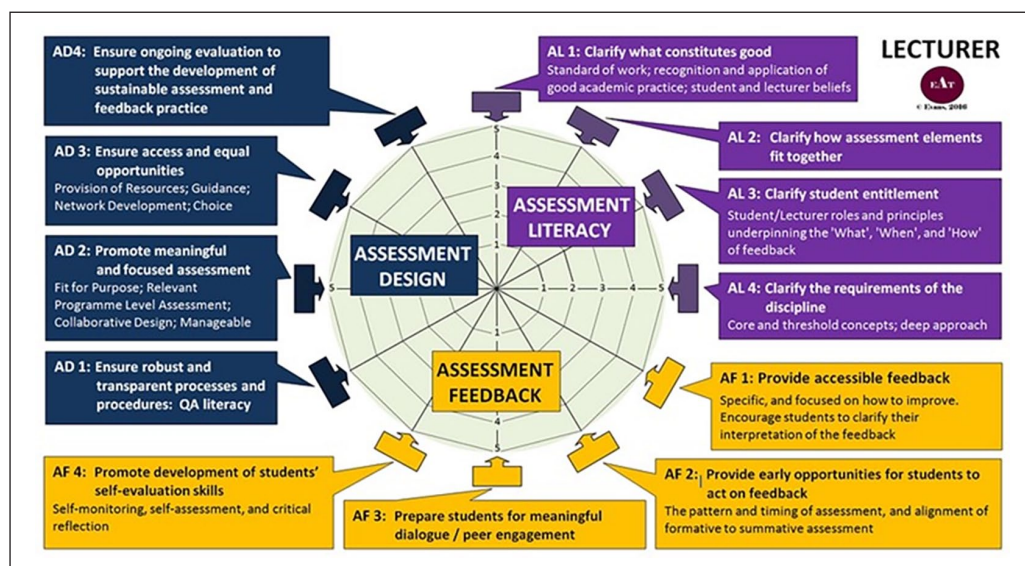 AD4: Ensure ongoing evaluation to
support the development of
sustainable assessment and
feedback practice
AL 1: Clarify what constitutes good
Standard of work; recognition and application of
good academic practice; student and lecturer beliefs
LECTURER
EAT
© Evans, 2016
AL 2: Clarify how assessment elements
fit together
AD 3: Ensure access and equal
opportunities
Provision of Resources; Guidance;
Network Development; Choice
AL 3: Clarify student entitlement
Student/Lecturer roles and principles
underpinning the 'What', 'When', and 'How'
of feedback
ASSESSMENT
LITERACY
ASSESSMENT
DESIGN
AD 2: Promote meaningful
and focused assessment
Fit for Purpose; Relevant
Programme Level Assessment;
Collaborative Design; Manageable
AL 4: Clarify the requirements of the
discipline
Core and threshold concepts; deep approach
5
4
3
2
1
5
1 2 3 4 5
1
4
5
ASSESSMENT
FEEDBACK
AD 1: Ensure robust and
transparent processes and
procedures: QA literacy
AF 1: Provide accessible feedback
Specific, and focused on how to improve.
Encourage students to clarify their
interpretation of the feedback
AF 4: Promote development of students'
self-evaluation skills
Self-monitoring, self-assessment, and critical
reflection
AF 3: Prepare students for meaningful
dialogue / peer engagement
AF 2: Provide early opportunities for students to
act on feedback
The pattern and timing of assessment, and alignment of
formative to summative assessment